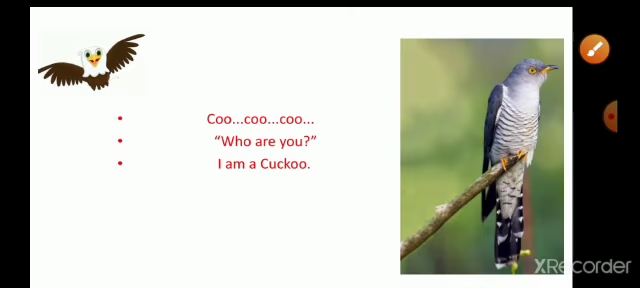 Coo...coo...coo...
“Who are you?”
I am a Cuckoo.
XRecorder